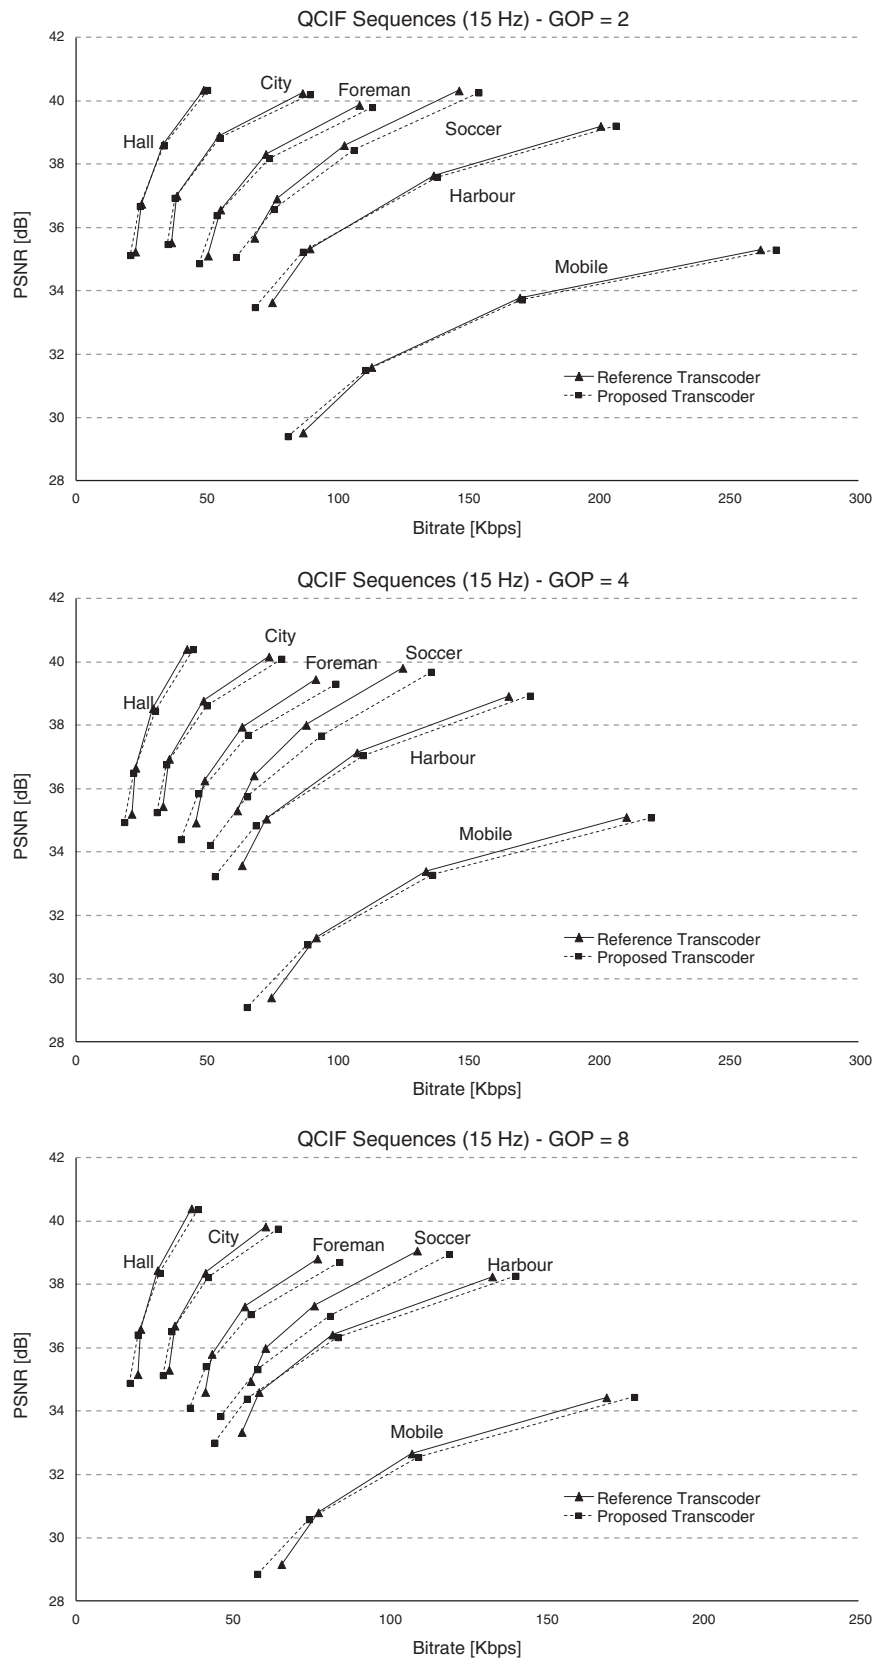 QCIF Sequences (15 Hz) - GOP = 2
42
40
38
36
34
32
30
28
PSNR [dB]
Hall
City
Foreman
Soccer
Harbour
Mobile
Reference Transcoder
Proposed Transcoder
0 50 100 150 200 250 300
Bitrate [Kbps]
QCIF Sequences (15 Hz) - GOP = 4
42
40
38
36
34
32
30
28
PSNR [dB]
Hall
City
Foreman
Soccer
Harbour
Mobile
Reference Transcoder
Proposed Transcoder
0 50 100 150 200 250 300
Bitrate [Kbps]
QCIF Sequences (15 Hz) - GOP = 8
42
40
38
36
34
32
30
28
PSNR [dB]
Hall
City
Foreman
Soccer
Harbour
Mobile
Reference Transcoder
Proposed Transcoder
0 50 100 150 200 250
Bitrate [Kbps]